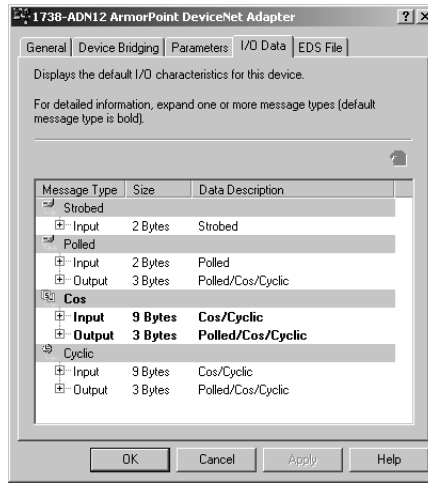 1738-ADN12 ArmorPoint DeviceNet Adapter
General Device Bridging Parameters I/O Data EDS File
Displays the default I/O characteristics for this device.
For detailed information, expand one or more message types (default
message type is bold).
Message Type Size Data Description
Strobed
Input 2 Bytes Strobed
Polled
Input 2 Bytes Polled
Output 3 Bytes Polled/Cos/Cyclic
Cos
Input 9 Bytes Cos/Cyclic
Output 3 Bytes Polled/Cos/Cyclic
Cyclic
Input 9 Bytes Cos/Cyclic
Output 3 Bytes Polled/Cos/Cyclic
OK Cancel Apply Help